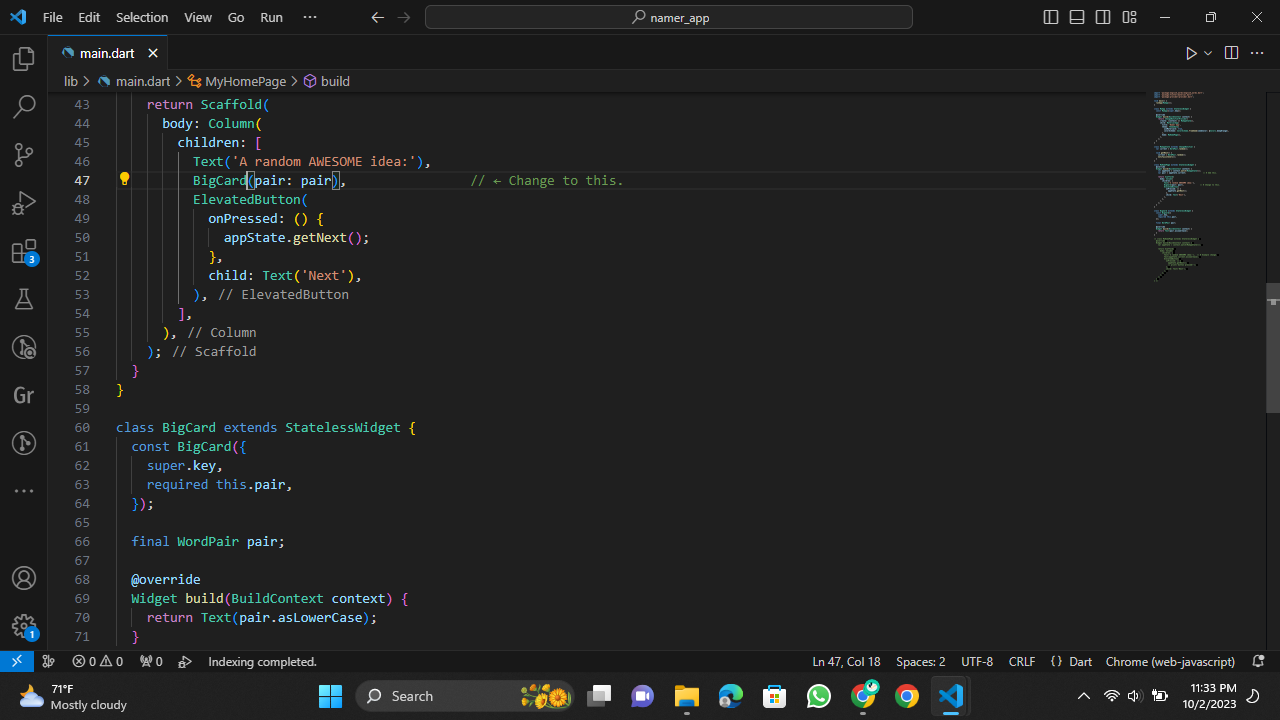 File Edit Selection View Go Run ··· namer_app
main.dart
lib > main.dart > MyHomePage > build
43 return Scaffold(
44 body: Column(
45 children: [
46 Text('A random AWESOME idea:'),
47 BigCard(pair: pair), // ← Change to this.
48 ElevatedButton(
49 onPressed: () {
50 appState.getNext();
51 },
52 child: Text('Next'),
53 ), // ElevatedButton
54 ],
55 ), // Column
56 ); // Scaffold
57 }
58 }
59
60 class BigCard extends StatelessWidget {
61 const BigCard({
62 super.key,
63 required this.pair,
64 });
65
66 final WordPair pair;
67
68 @override
69 Widget build(BuildContext context) {
70 return Text(pair.asLowerCase);
71 }
3
Gr
1
0 0 0 Indexing completed. Ln 47, Col 18 Spaces: 2 UTF-8 CRLF {} Dart Chrome (web-javascript)
71°F
Mostly cloudy
Search
11:33 PM
10/2/2023